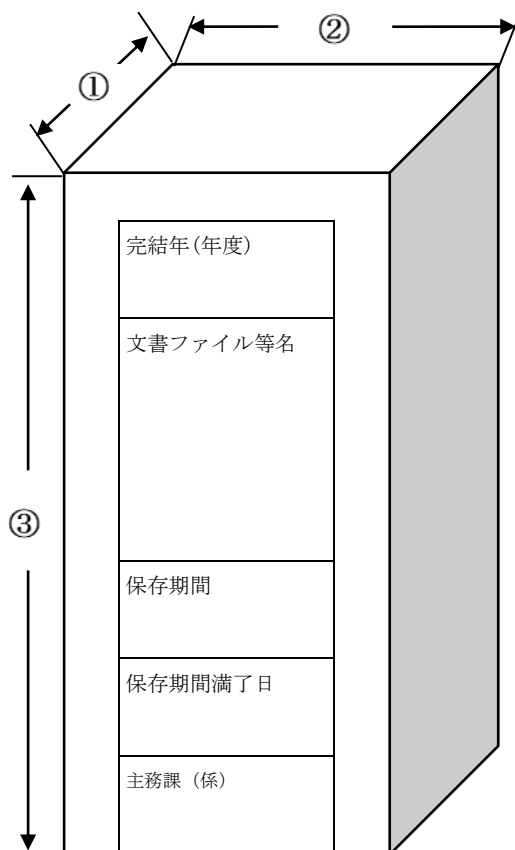 ②
①
完結年(年度)
文書ファイル等名
③
保存期間
保存期間満了日
主務課（係）